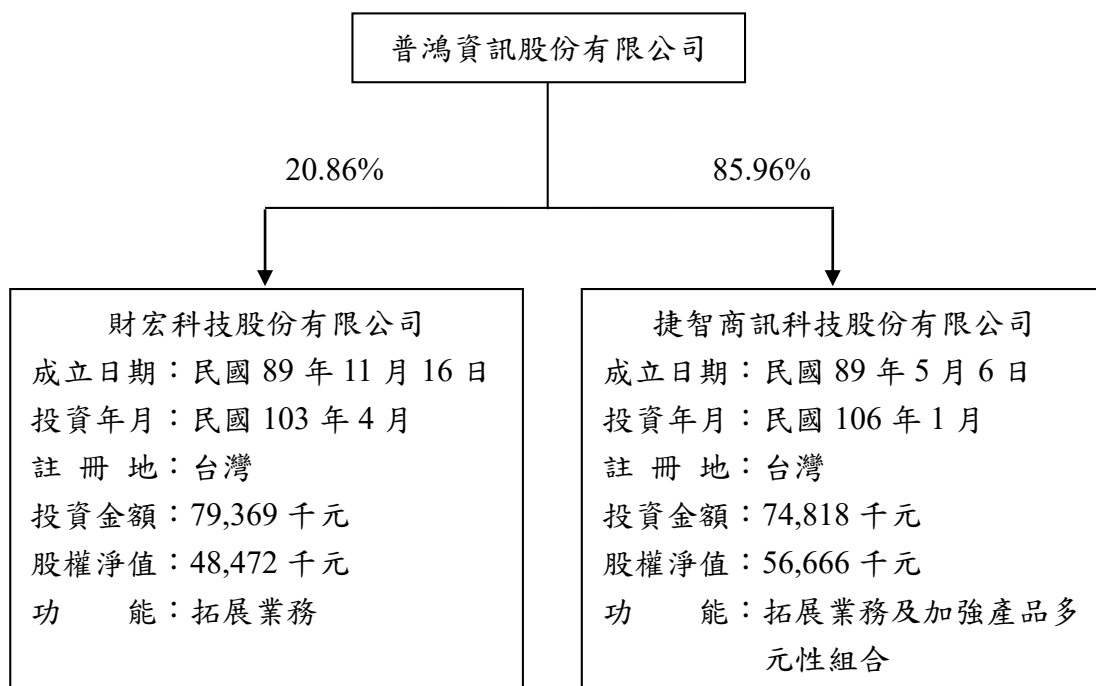 普鴻資訊股份有限公司
20.86%
85.96%
財宏科技股份有限公司
成立日期：民國 89 年 11 月 16 日
投資年月：民國 103 年 4 月
註 冊 地：台灣
投資金額：79,369 千元
股權淨值：48,472 千元
功　　能：拓展業務
捷智商訊科技股份有限公司
成立日期：民國 89 年 5 月 6 日
投資年月：民國 106 年 1 月
註 冊 地：台灣
投資金額：74,818 千元
股權淨值：56,666 千元
功　　能：拓展業務及加強產品多
元性組合